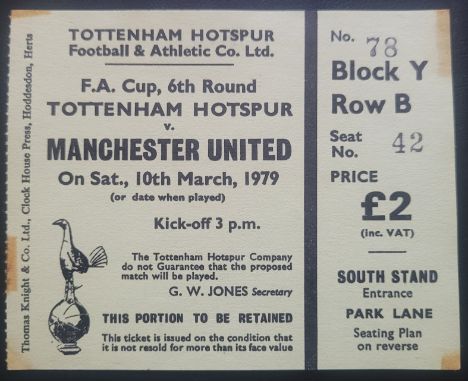 TOTTENHAM HOTSPUR
Football & Athletic Co. Ltd.
F.A. Cup, 6th Round
TOTTENHAM HOTSPUR
v.
MANCHESTER UNITED
On Sat., 10th March, 1979
(or date when played)
Kick-off 3 p.m.
The Tottenham Hotspur Company
do not Guarantee that the proposed
match will be played.
G. W. JONES Secretary
THIS PORTION TO BE RETAINED
This ticket is issued on the condition that
it is not resold for more than its face value
Thomas Knight & Co. Ltd., Clock House Press, Hoddesdon, Herts
No. 78
Block Y
Row B
Seat
No. 42
PRICE
£2
(inc. VAT)
SOUTH STAND
Entrance
PARK LANE
Seating Plan
on reverse